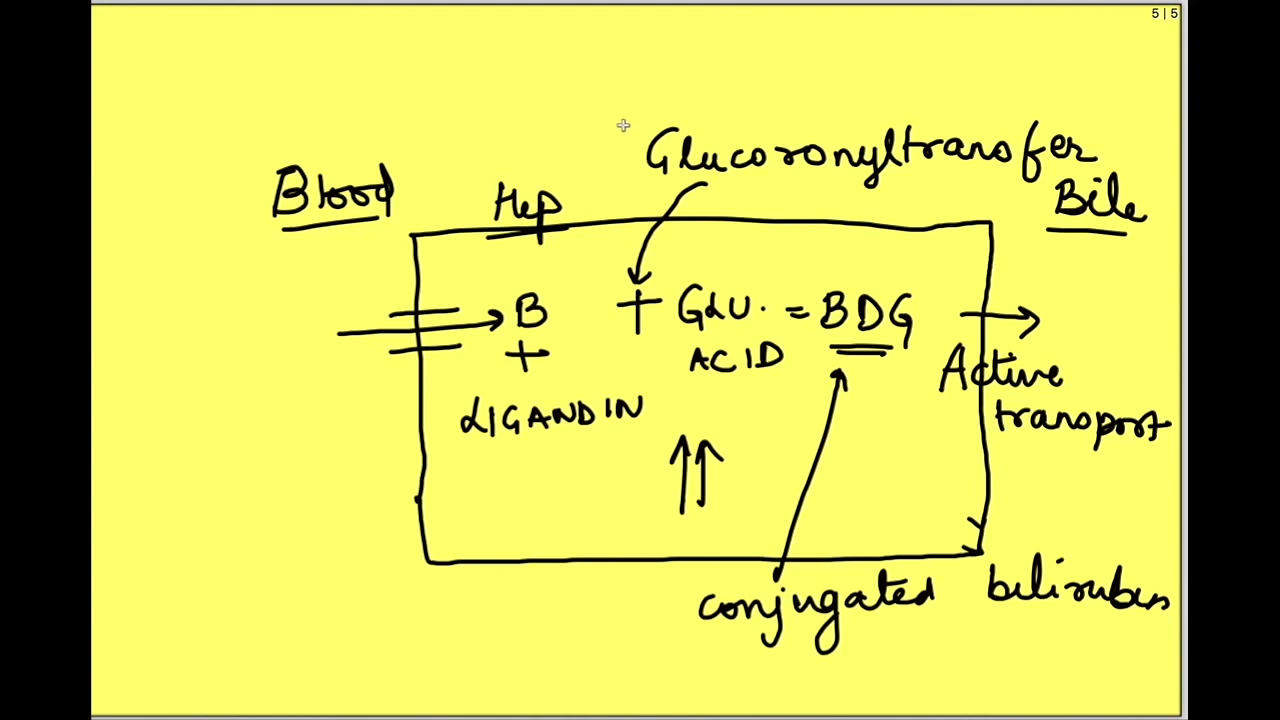 5 | 5
Glucoronyltransfer
Blood
Hep
Bile
B + GLU. = BDG
+
ACID
LIGANDIN
Active
transport
conjugated bilirubin